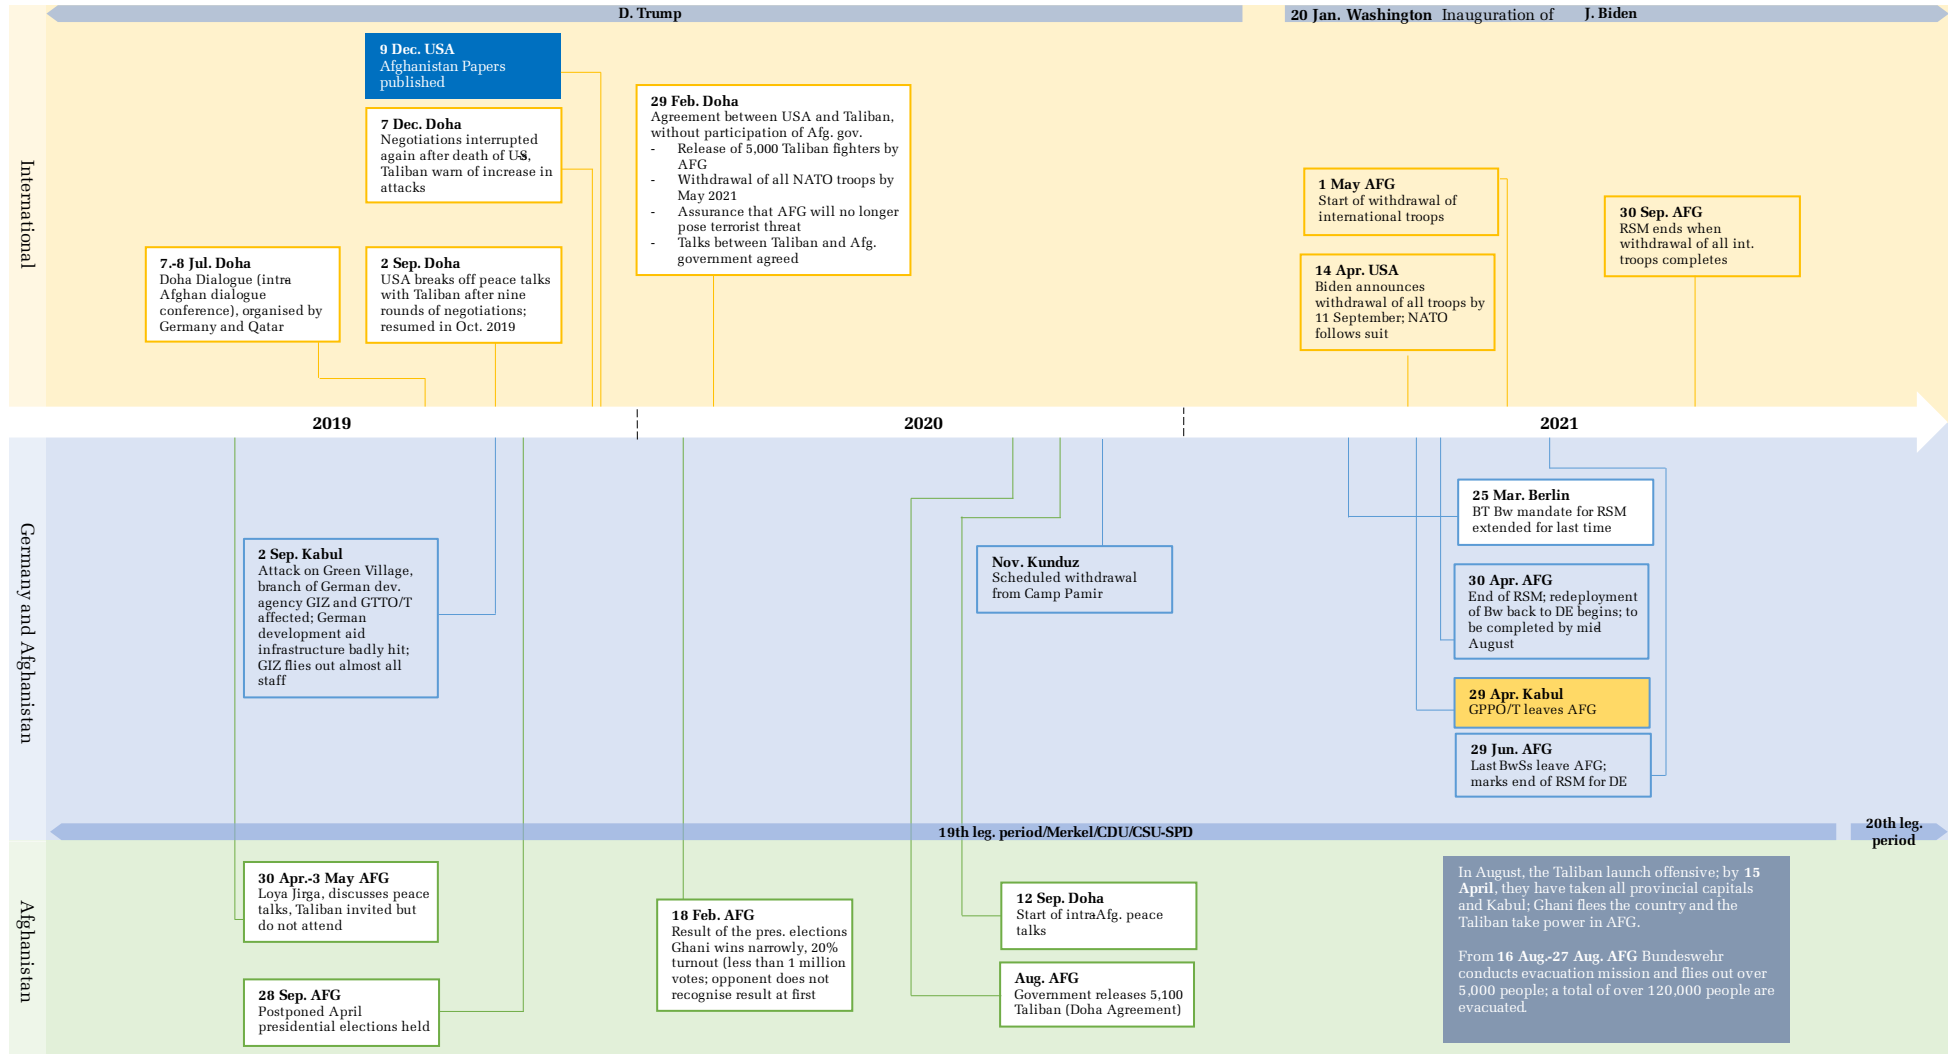 D. Trump
20 Jan. Washington Inauguration of J. Biden
International
9 Dec. USA
Afghanistan Papers
published
7 Dec. Doha
Negotiations interrupted
again after death of US,
Taliban warn of increase in
attacks
7.-8 Jul. Doha
Doha Dialogue (intra-
Afghan dialogue
conference), organised by
Germany and Qatar
2 Sep. Doha
USA breaks off peace talks
with Taliban after nine
rounds of negotiations;
resumed in Oct. 2019
29 Feb. Doha
Agreement between USA and Taliban,
without participation of Afg. gov.
- Release of 5,000 Taliban fighters by
AFG
- Withdrawal of all NATO troops by
May 2021
- Assurance that AFG will no longer
pose terrorist threat
- Talks between Taliban and Afg.
government agreed
1 May AFG
Start of withdrawal of
international troops
14 Apr. USA
Biden announces
withdrawal of all troops by
11 September; NATO
follows suit
30 Sep. AFG
RSM ends when
withdrawal of all int.
troops completes
2019
2020
2021
Germany and Afghanistan
2 Sep. Kabul
Attack on Green Village,
branch of German dev.
agency GIZ and GTTO/T
affected; German
development aid
infrastructure badly hit;
GIZ flies out almost all
staff
Nov. Kunduz
Scheduled withdrawal
from Camp Pamir
25 Mar. Berlin
BT Bw mandate for RSM
extended for last time
30 Apr. AFG
End of RSM; redeployment
of Bw back to DE begins; to
be completed by mid-
August
29 Apr. Kabul
GPPO/T leaves AFG
29 Jun. AFG
Last BwSs leave AFG;
marks end of RSM for DE
19th leg. period/Merkel/CDU/CSU-SPD
20th leg.
period
Afghanistan
30 Apr.-3 May AFG
Loya Jirga, discusses peace
talks, Taliban invited but
do not attend
28 Sep. AFG
Postponed April
presidential elections held
18 Feb. AFG
Result of the pres. elections
Ghani wins narrowly, 20%
turnout (less than 1 million
votes; opponent does not
recognise result at first
12 Sep. Doha
Start of intra-Afg. peace
talks
Aug. AFG
Government releases 5,100
Taliban (Doha Agreement)
In August, the Taliban launch offensive; by 15
April, they have taken all provincial capitals
and Kabul; Ghani flees the country and the
Taliban take power in AFG.
From 16 Aug.-27 Aug. AFG Bundeswehr
conducts evacuation mission and flies out over
5,000 people; a total of over 120,000 people are
evacuated.